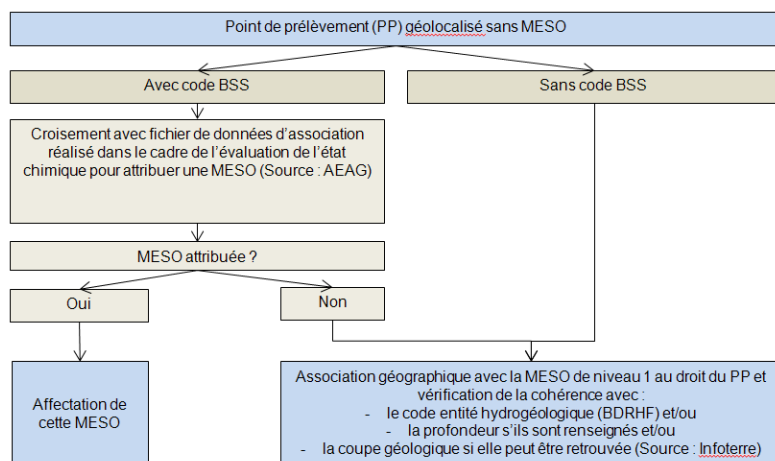 Point de prélèvement (PP) géolocalisé sans MESO
Avec code BSS
Sans code BSS
Croisement avec fichier de données d'association
réalisé dans le cadre de l'évaluation de l'état
chimique pour attribuer une MESO (Source : AEAG)
MESO attribuée ?
Oui
Non
Affectation de
cette MESO
Association géographique avec la MESO de niveau 1 au droit du PP et
vérification de la cohérence avec :
- le code entité hydrogéologique (BDRHF) et/ou
- la profondeur s'ils sont renseignés et/ou
- la coupe géologique si elle peut être retrouvée (Source : Infoterre)